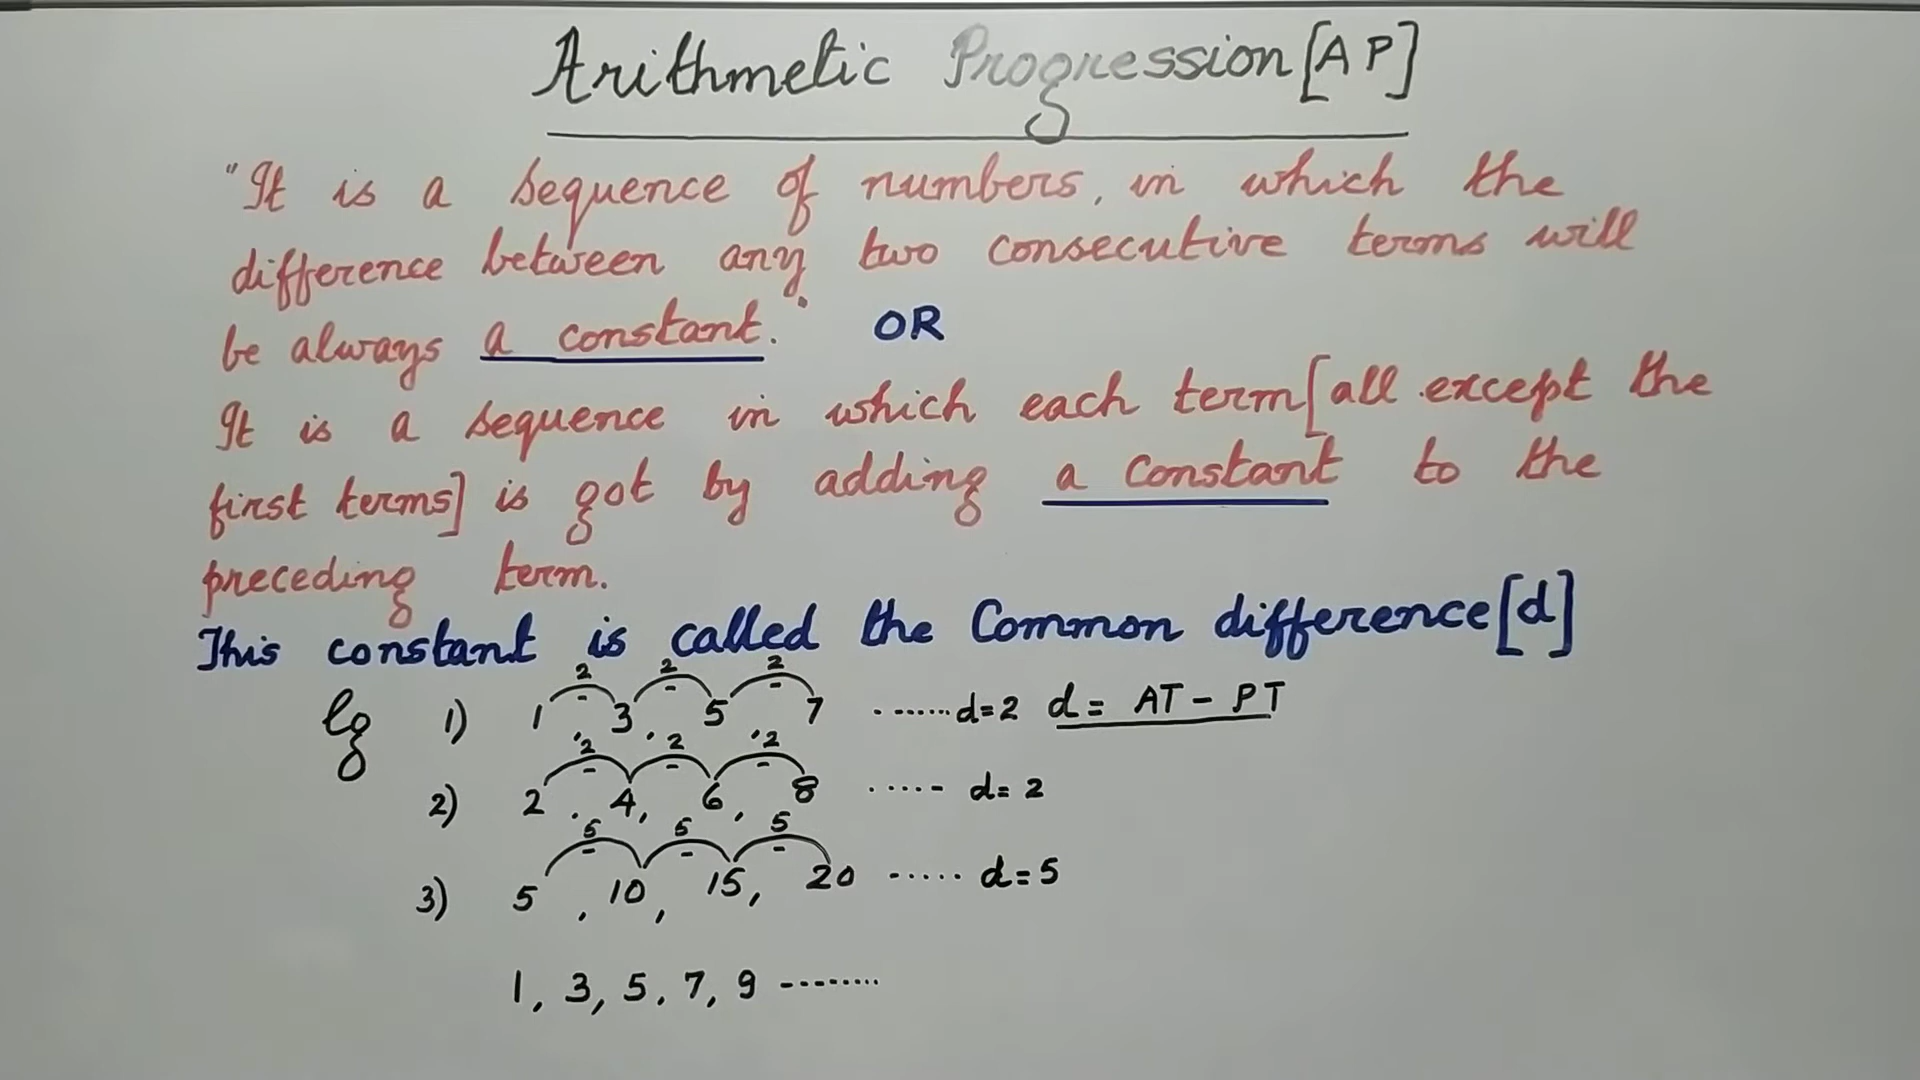 Arithmetic Progression[AP]
"It is a sequence of numbers, in which the
difference between any two consecutive terms will
be always a constant." OR
It is a sequence in which each term[all except the
first terms] is got by adding a constant to the
preceding term.
This constant is called the Common difference[d]
2 2 2
Eg 1) 1, 3, 5, 7 ....... d=2 d= AT - PT
2 2 2
2) 2, 4, 6, 8 ..... d= 2
5 5 5
3) 5, 10, 15, 20 ..... d=5
1, 3, 5, 7, 9 ........